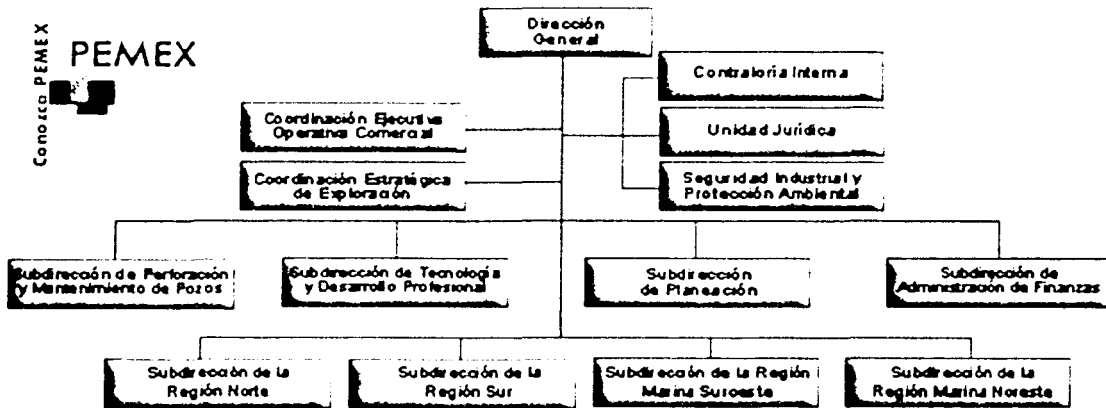 Conozca PEMEX
PEMEX
Dirección
General
Contraloría Interna
Coordinación Ejecutiva
Operativa Comercial
Unidad Jurídica
Coordinación Estratégica
de Exploración
Seguridad Industrial y
Protección Ambiental
Subdirección de Perforación
y Mantenimiento de Pozos
Subdirección de Tecnología
y Desarrollo Profesional
Subdirección
de Planeación
Subdirección de
Administración de Finanzas
Subdirección de la
Región Norte
Subdirección de la
Región Sur
Subdirección de la Región
Marina Suroeste
Subdirección de la
Región Marina Noreste